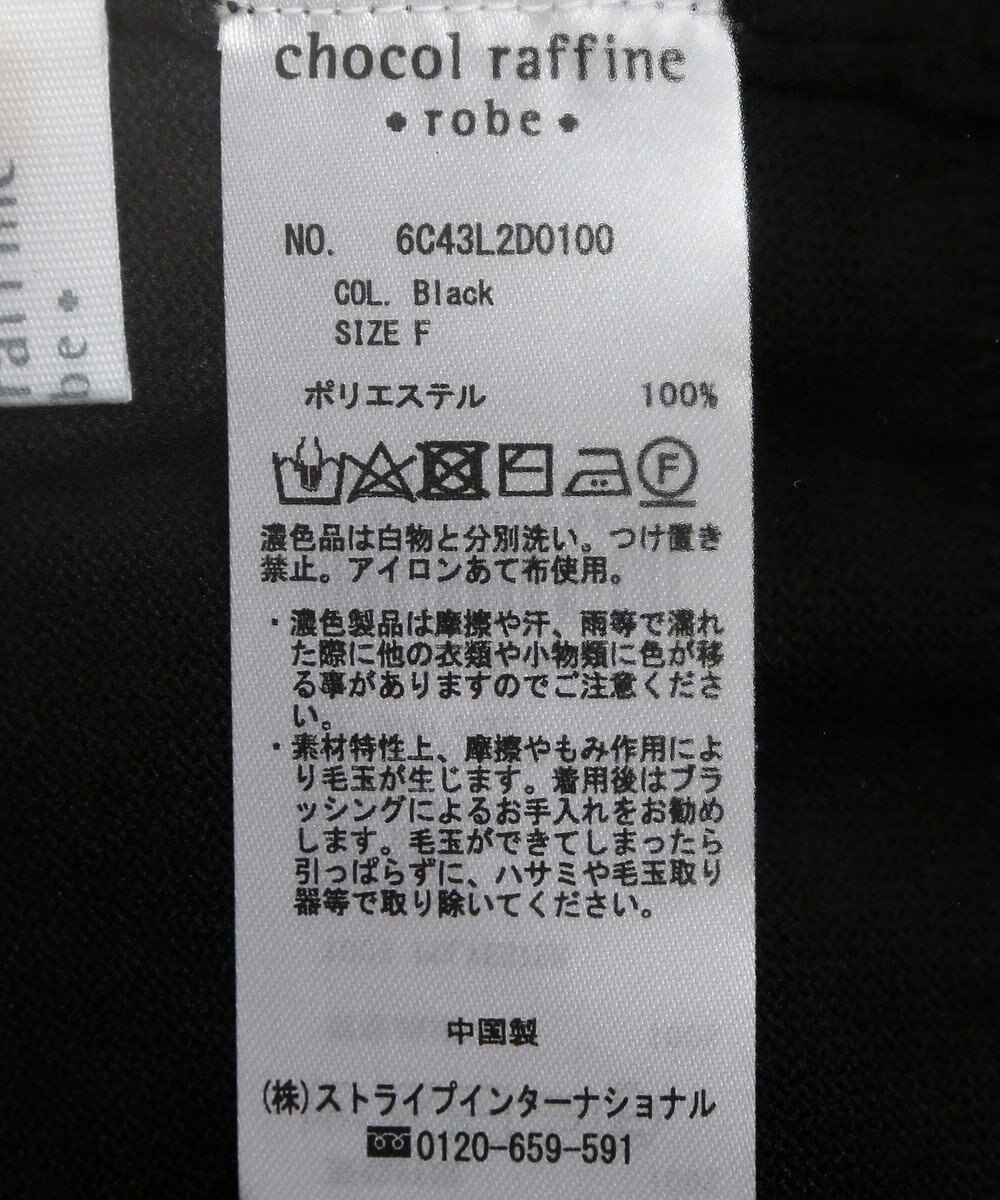 chocol raffine
• robe •
NO. 6C43L2D0100
COL. Black
SIZE F
ポリエステル 100%
F
濃色品は白物と分別洗い。つけ置き
禁止。アイロンあて布使用。
・濃色製品は摩擦や汗、雨等で濡れ
た際に他の衣類や小物類に色が移
る事がありますのでご注意くださ
い。
・素材特性上、摩擦やもみ作用によ
り毛玉が生じます。着用後はブラ
ッシングによるお手入れをお勧め
します。毛玉ができてしまったら
引っぱらずに、ハサミや毛玉取り
器等で取り除いてください。
中国製
(株)ストライプインターナショナル
0120-659-591
be •